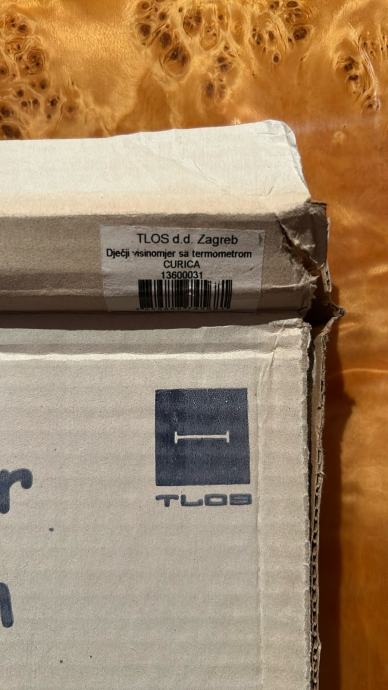 TLOS d.d. Zagreb
Dječji visinomjer sa termometrom
CURICA
13600031
TLOS
r